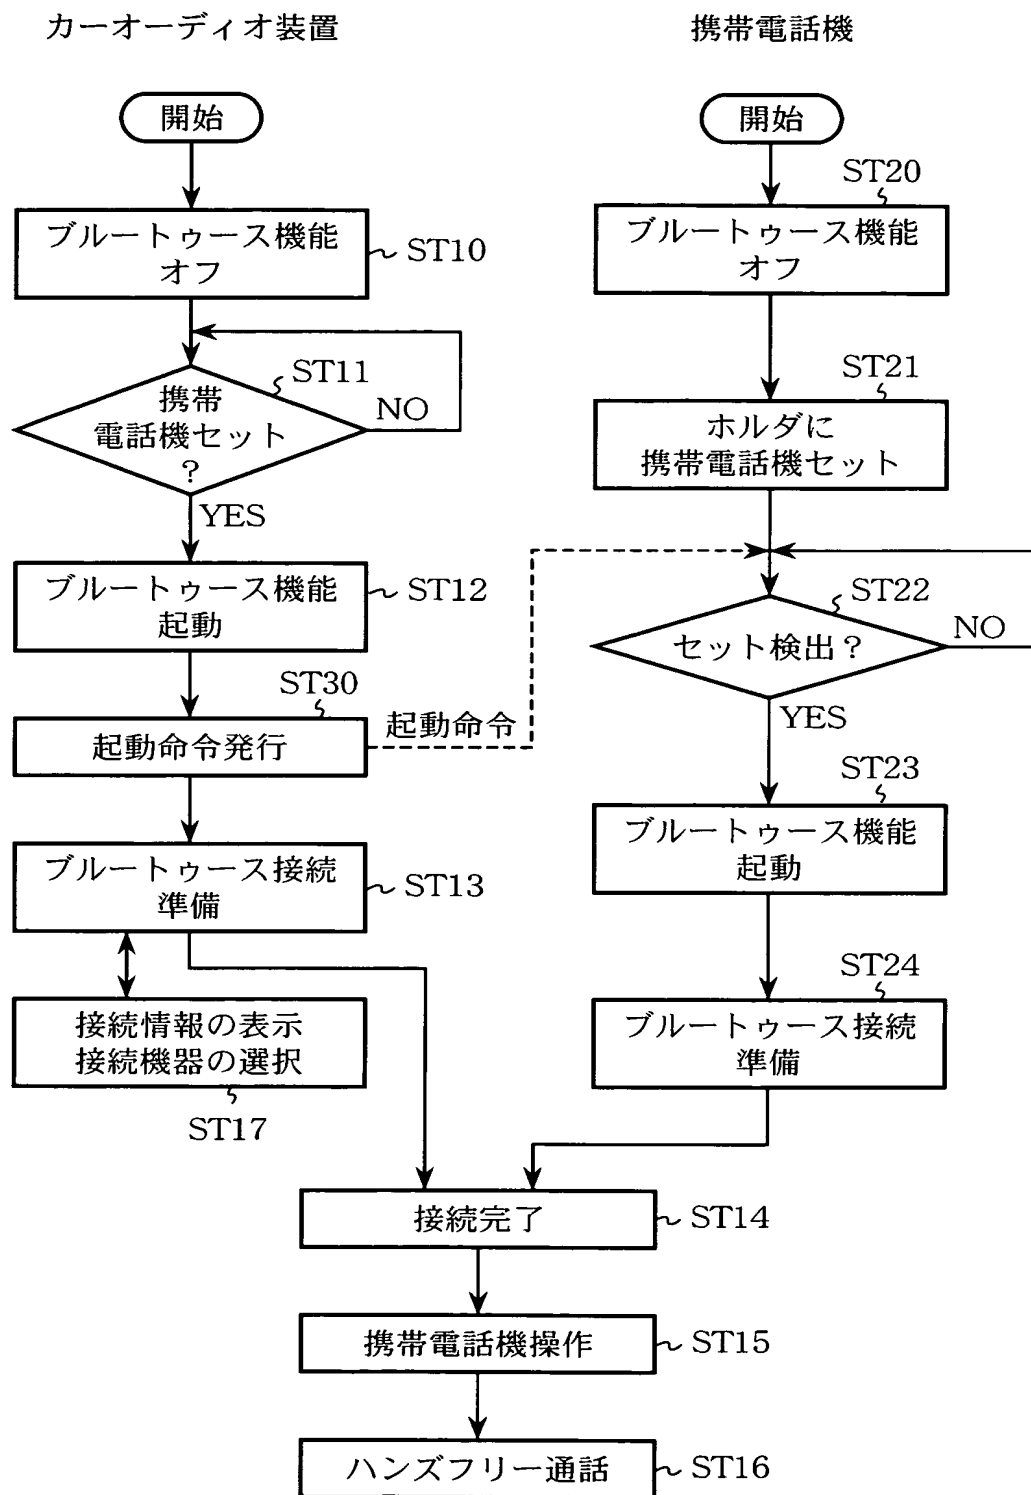 カーオーディオ装置
携帯電話機
開始
ブルートゥース機能
オフ
ST10
ST11
携帯
電話機セット
?
NO
YES
ブルートゥース機能
起動
ST12
ST30
起動命令発行
起動命令
ブルートゥース接続
準備
ST13
接続情報の表示
接続機器の選択
ST17
開始
ST20
ブルートゥース機能
オフ
ST21
ホルダに
携帯電話機セット
ST22
セット検出?
NO
YES
ST23
ブルートゥース機能
起動
ST24
ブルートゥース接続
準備
接続完了
ST14
携帯電話機操作
ST15
ハンズフリー通話
ST16